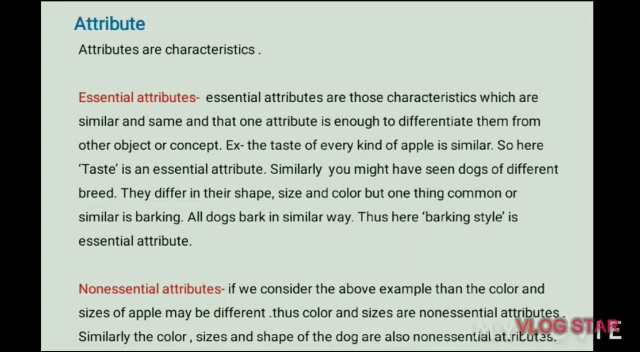 Attribute
Attributes are characteristics .
Essential attributes- essential attributes are those characteristics which are
similar and same and that one attribute is enough to differentiate them from
other object or concept. Ex- the taste of every kind of apple is similar. So here
‘Taste’ is an essential attribute. Similarly you might have seen dogs of different
breed. They differ in their shape, size and color but one thing common or
similar is barking. All dogs bark in similar way. Thus here ‘barking style’ is
essential attribute.
Nonessential attributes- if we consider the above example than the color and
sizes of apple may be different .thus color and sizes are nonessential attributes .
Similarly the color , sizes and shape of the dog are also nonessential attributes.
VLOG STAR